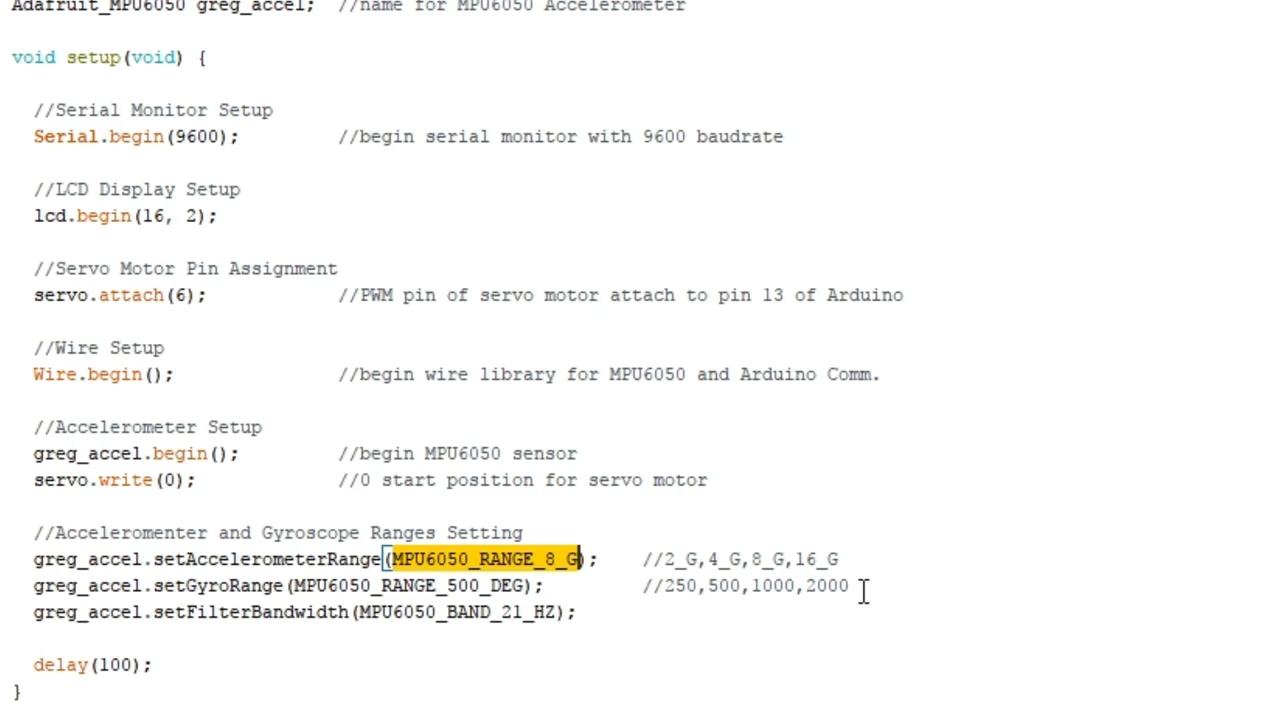 Adafruit_MPU6050 greg_accel;  //name for MPU6050 Accelerometer
void setup(void) {
//Serial Monitor Setup
Serial.begin(9600);         //begin serial monitor with 9600 baudrate
//LCD Display Setup
lcd.begin(16, 2);
//Servo Motor Pin Assignment
servo.attach(6);            //PWM pin of servo motor attach to pin 13 of Arduino
//Wire Setup
Wire.begin();               //begin wire library for MPU6050 and Arduino Comm.
//Accelerometer Setup
greg_accel.begin();         //begin MPU6050 sensor
servo.write(0);             //0 start position for servo motor
//Acceleromenter and Gyroscope Ranges Setting
greg_accel.setAccelerometerRange(MPU6050_RANGE_8_G);    //2_G,4_G,8_G,16_G
greg_accel.setGyroRange(MPU6050_RANGE_500_DEG);         //250,500,1000,2000
greg_accel.setFilterBandwidth(MPU6050_BAND_21_HZ);
delay(100);
}